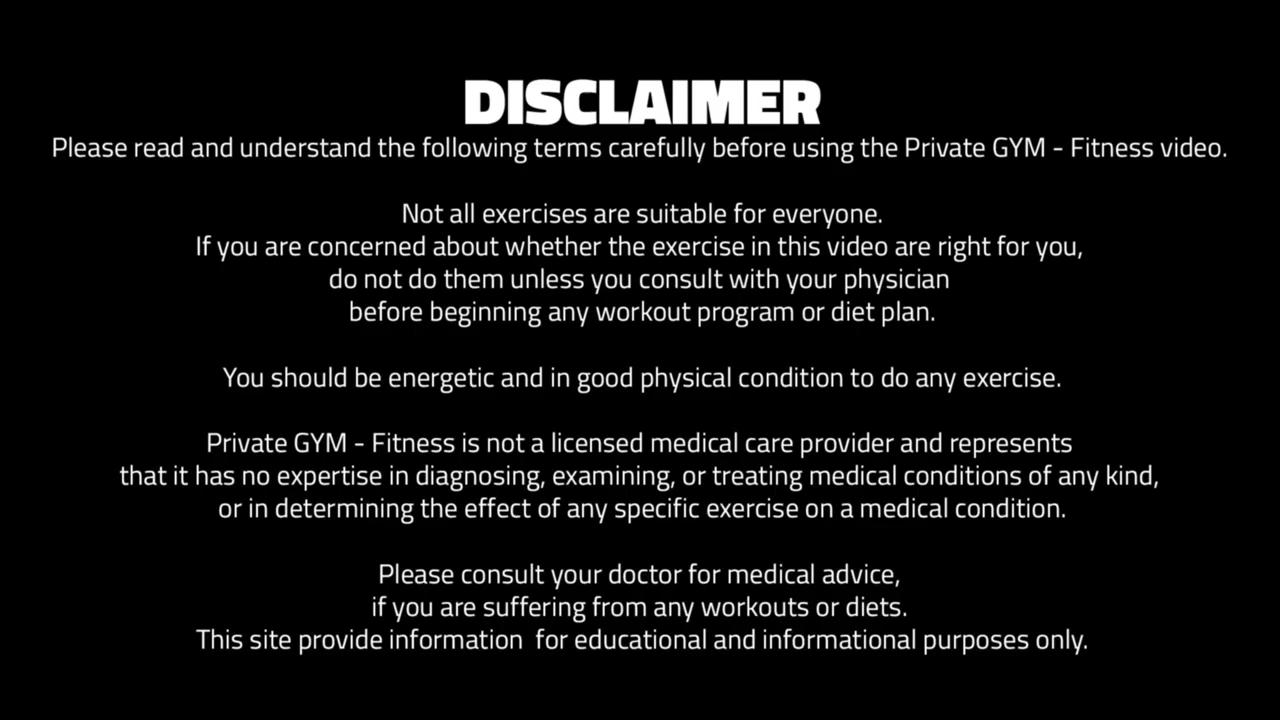 DISCLAIMER
Please read and understand the following terms carefully before using the Private GYM - Fitness video.
Not all exercises are suitable for everyone.
If you are concerned about whether the exercise in this video are right for you,
do not do them unless you consult with your physician
before beginning any workout program or diet plan.
You should be energetic and in good physical condition to do any exercise.
Private GYM - Fitness is not a licensed medical care provider and represents
that it has no expertise in diagnosing, examining, or treating medical conditions of any kind,
or in determining the effect of any specific exercise on a medical condition.
Please consult your doctor for medical advice,
if you are suffering from any workouts or diets.
This site provide information  for educational and informational purposes only.